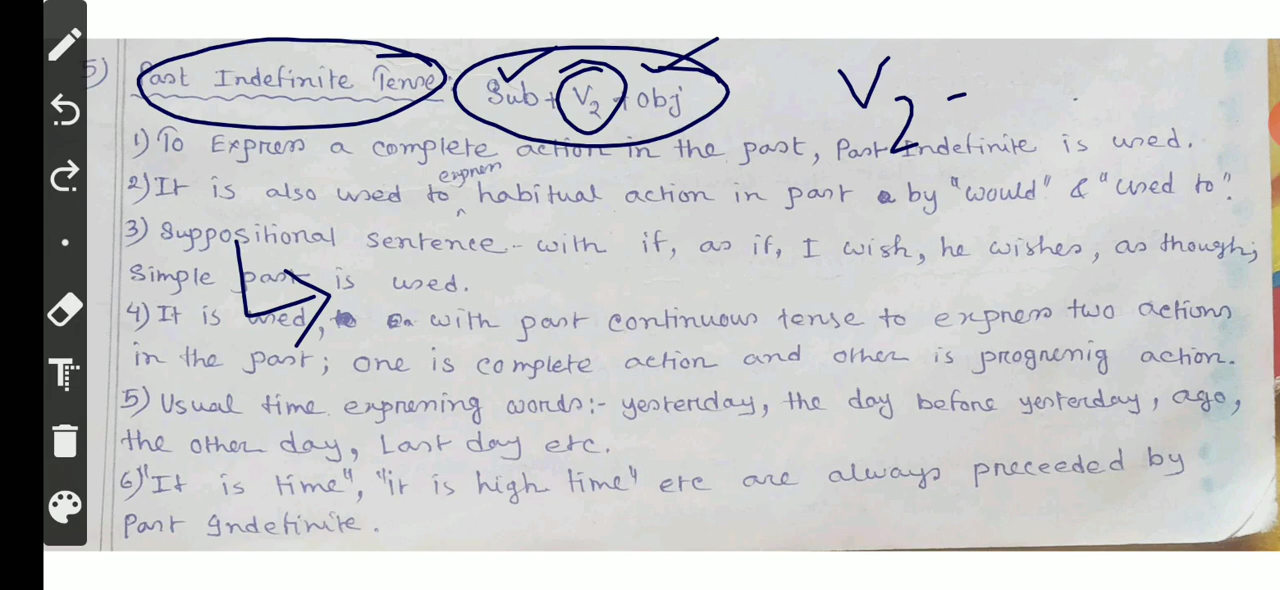 5) Past Indefinite Tense: Sub + V2 + Obj
V2 -
1) To Express a complete action in the past, Past Indefinite is used.
2) It is also used to express habitual action in past by "would" & "used to".
3) Suppositional sentence - with if, as if, I wish, he wishes, as though;
Simple past is used.
4) It is used, with past continuous tense to express two actions
in the past; one is complete action and other is progressing action.
5) Usual time expressing words:- yesterday, the day before yesterday, ago,
the other day, Last day etc.
6) "It is time", "it is high time" etc are always preceeded by
Past Indefinite.